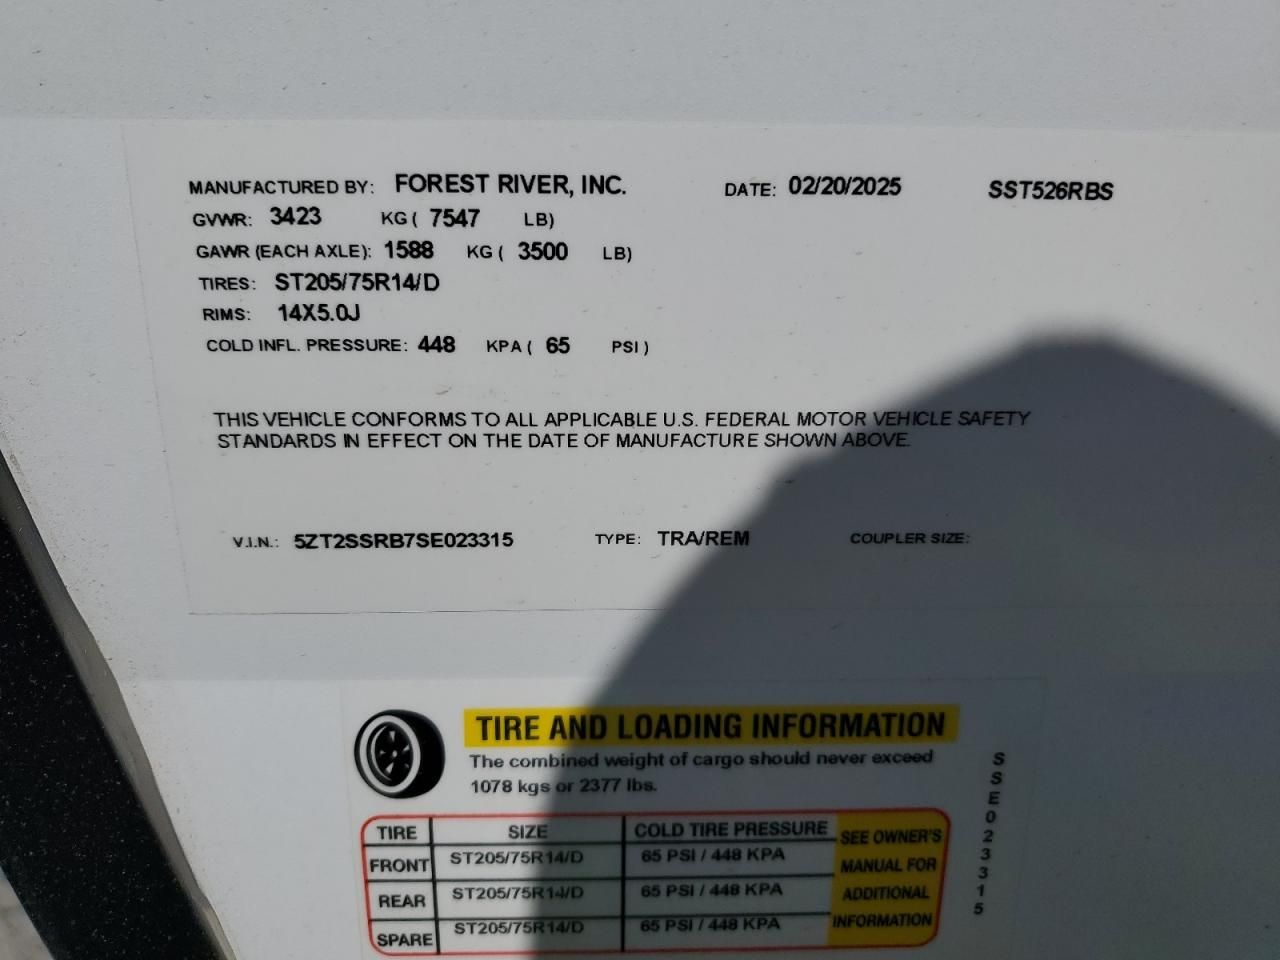 MANUFACTURED BY: FOREST RIVER, INC. DATE: 02/20/2025 SST526RBS
GVWR: 3423 KG ( 7547 LB)
GAWR (EACH AXLE): 1588 KG ( 3500 LB)
TIRES: ST205/75R14/D
RIMS: 14X5.0J
COLD INFL. PRESSURE: 448 KPA ( 65 PSI )
THIS VEHICLE CONFORMS TO ALL APPLICABLE U.S. FEDERAL MOTOR VEHICLE SAFETY
STANDARDS IN EFFECT ON THE DATE OF MANUFACTURE SHOWN ABOVE.
V.I.N.: 5ZT2SSRB7SE023315 TYPE: TRA/REM COUPLER SIZE:
TIRE AND LOADING INFORMATION
The combined weight of cargo should never exceed
1078 kgs or 2377 lbs.
TIRE SIZE COLD TIRE PRESSURE
FRONT ST205/75R14/D 65 PSI / 448 KPA
REAR ST205/75R14/D 65 PSI / 448 KPA
SPARE ST205/75R14/D 65 PSI / 448 KPA
SEE OWNER'S
MANUAL FOR
ADDITIONAL
INFORMATION
SSE023315